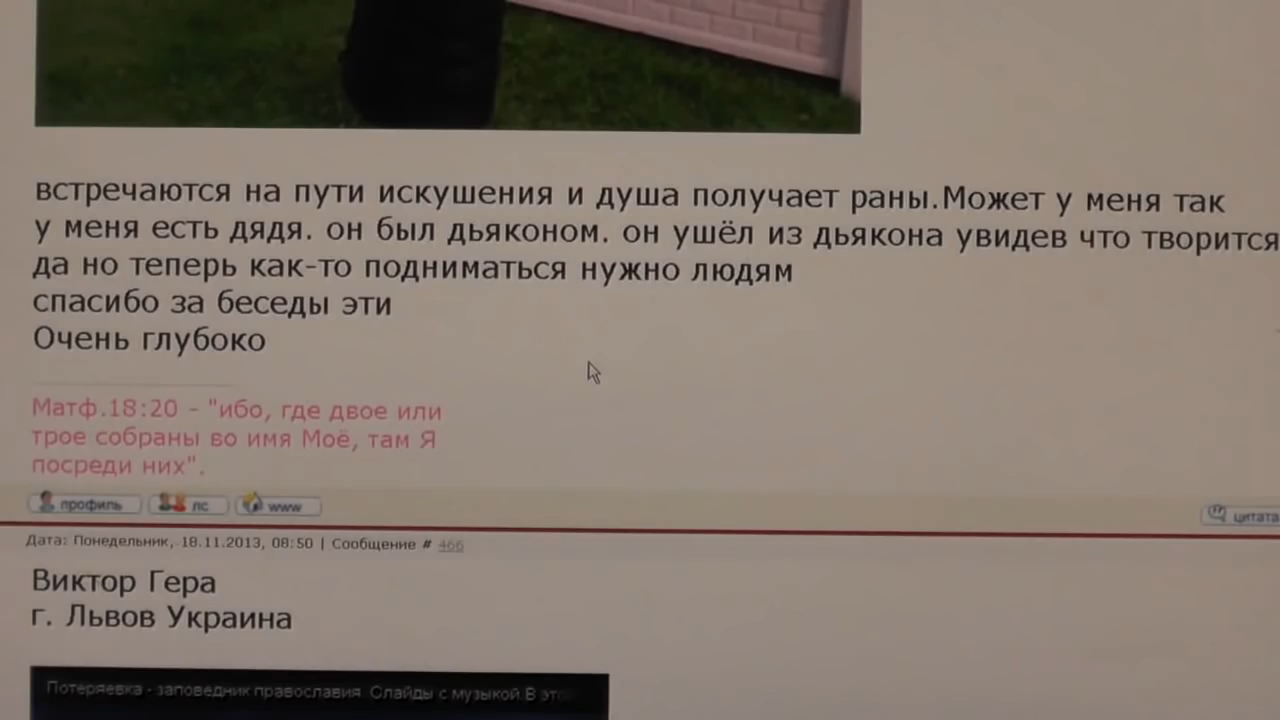 встречаются на пути искушения и душа получает раны.Может у меня так
у меня есть дядя. он был дьяконом. он ушёл из дьякона увидев что творится
да но теперь как-то подниматься нужно людям
спасибо за беседы эти
Очень глубоко
Матф.18:20 - "ибо, где двое или
трое собраны во имя Моё, там Я
посреди них".
профиль лс www
цитата
Дата: Понедельник, 18.11.2013, 08:50 | Сообщение # 466
Виктор Гера
г. Львов Украина
Потеряевка - заповедник православия. Слайды с музыкой.В это